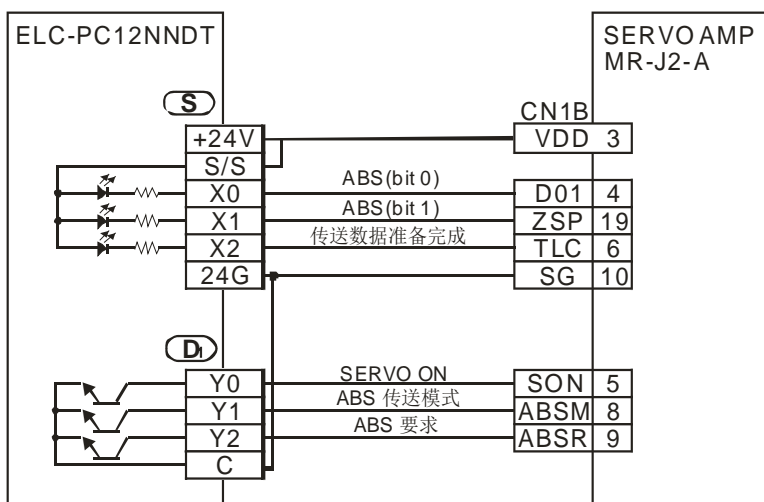 ELC-PC12NNDT
SERVO AMP
MR-J2-A
S
CN1B
+24V
VDD 3
S/S
X0
ABS(bit 0)
D01 4
X1
ABS(bit 1)
ZSP 19
X2
传送数据准备完成
TLC 6
24G
SG 10
D1
Y0
SERVO ON
SON 5
Y1
ABS 传送模式
ABSM 8
Y2
ABS 要求
ABSR 9
C